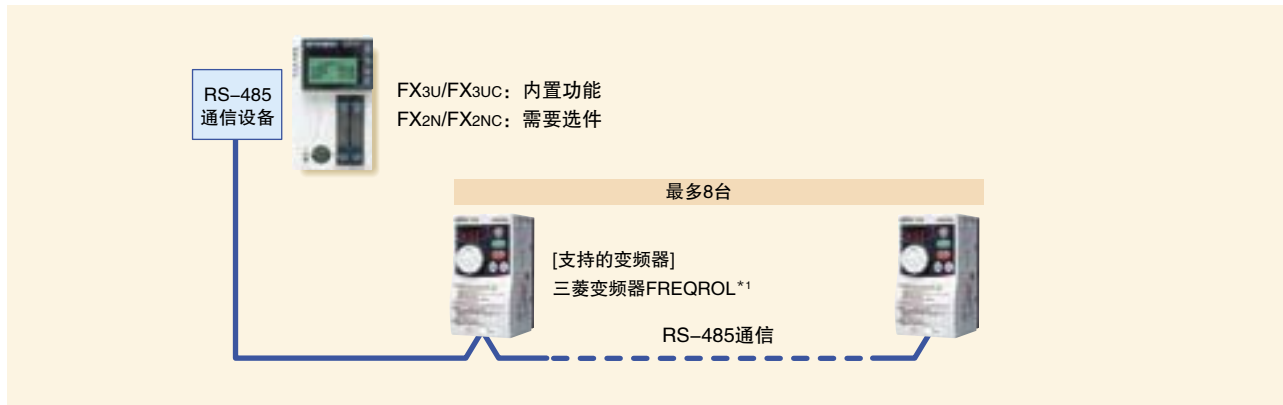 RS–485
通信设备
FX3U/FX3UC：内置功能
FX2N/FX2NC：需要选件
最多8台
[支持的变频器]
三菱变频器FREQROL*1
RS–485通信